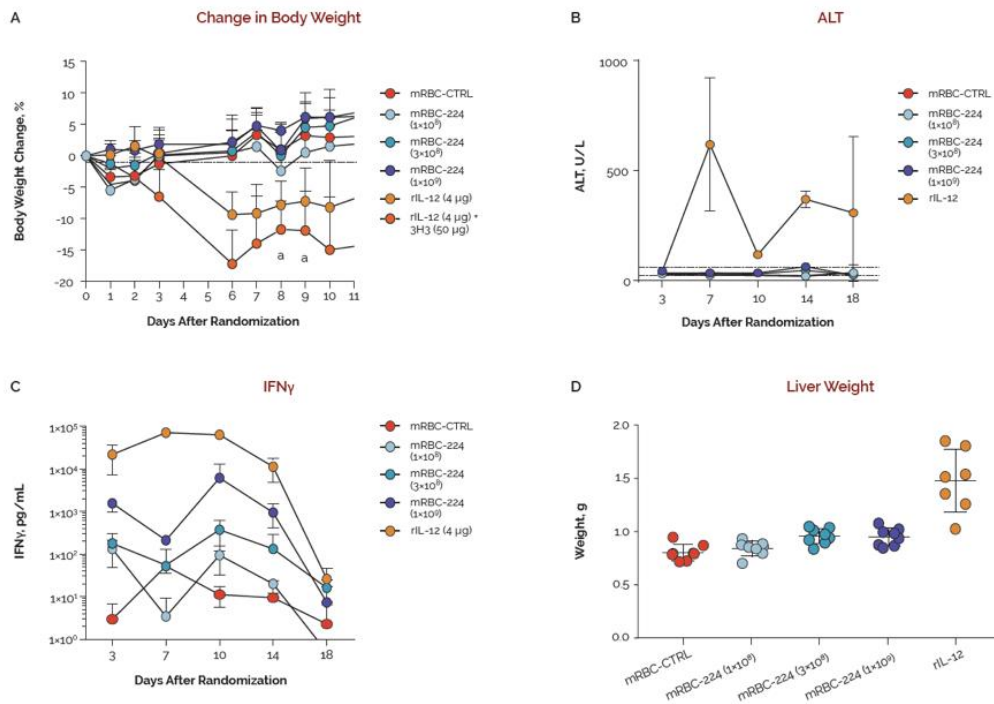 A
Change in Body Weight
15
10
5
0
-5
-10
-15
-20
Body Weight Change, %
a a
0 1 2 3 4 5 6 7 8 9 10 11
Days After Randomization
mRBC-CTRL
mRBC-224
(1×10⁸)
mRBC-224
(3×10⁸)
mRBC-224
(1×10⁹)
rIL-12 (4 µg)
rIL-12 (4 µg) +
3H3 (50 µg)
B
ALT
1000
500
0
ALT, U/L
3 7 10 14 18
Days After Randomization
mRBC-CTRL
mRBC-224
(1×10⁸)
mRBC-224
(3×10⁸)
mRBC-224
(1×10⁹)
rIL-12
C
IFNγ
1×10⁵
1×10⁴
1×10³
1×10²
1×10¹
1×10⁰
IFNγ, pg/mL
3 7 10 14 18
Days After Randomization
mRBC-CTRL
mRBC-224
(1×10⁸)
mRBC-224
(3×10⁸)
mRBC-224
(1×10⁹)
rIL-12 (4 µg)
D
Liver Weight
2.0
1.5
1.0
0.5
0.0
Weight, g
mRBC-CTRL
mRBC-224 (1×10⁸)
mRBC-224 (3×10⁸)
mRBC-224 (1×10⁹)
rIL-12